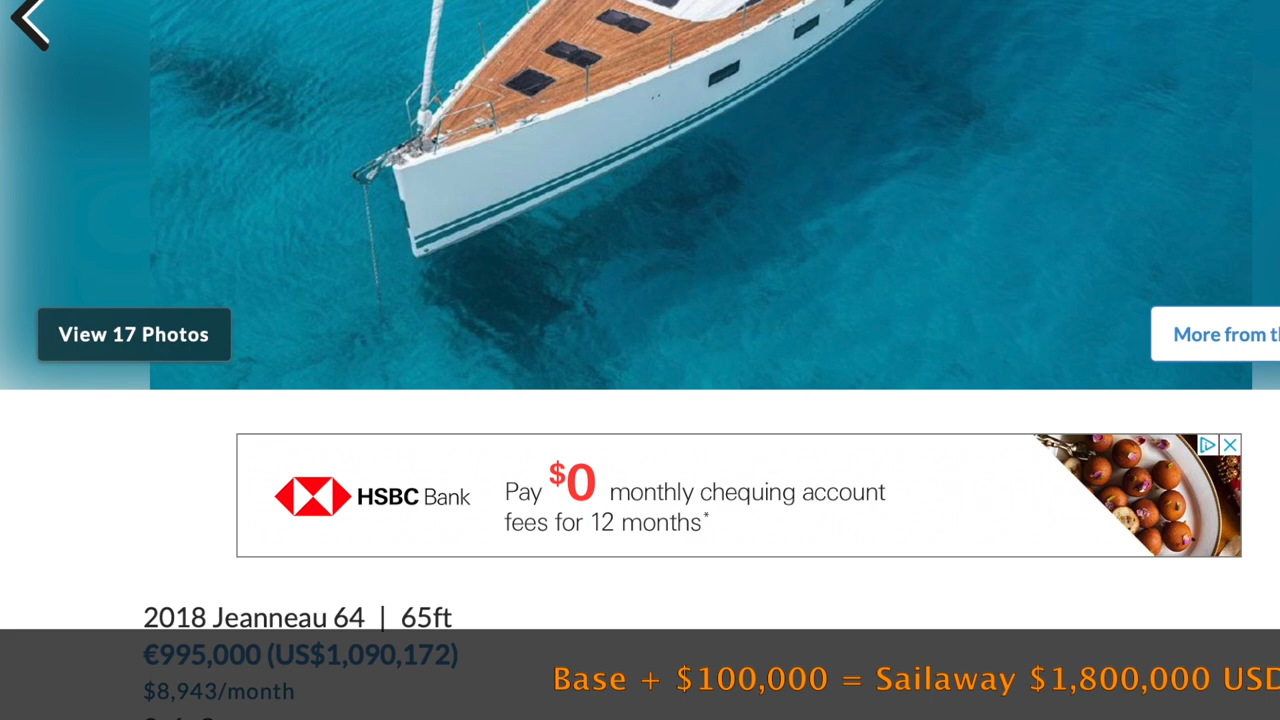 View 17 Photos
More from t
HSBC Bank
Pay $0 monthly chequing account
fees for 12 months*
2018 Jeanneau 64 | 65ft
€995,000 (US$1,090,172)
$8,943/month
Base + $100,000 = Sailaway $1,800,000 USD